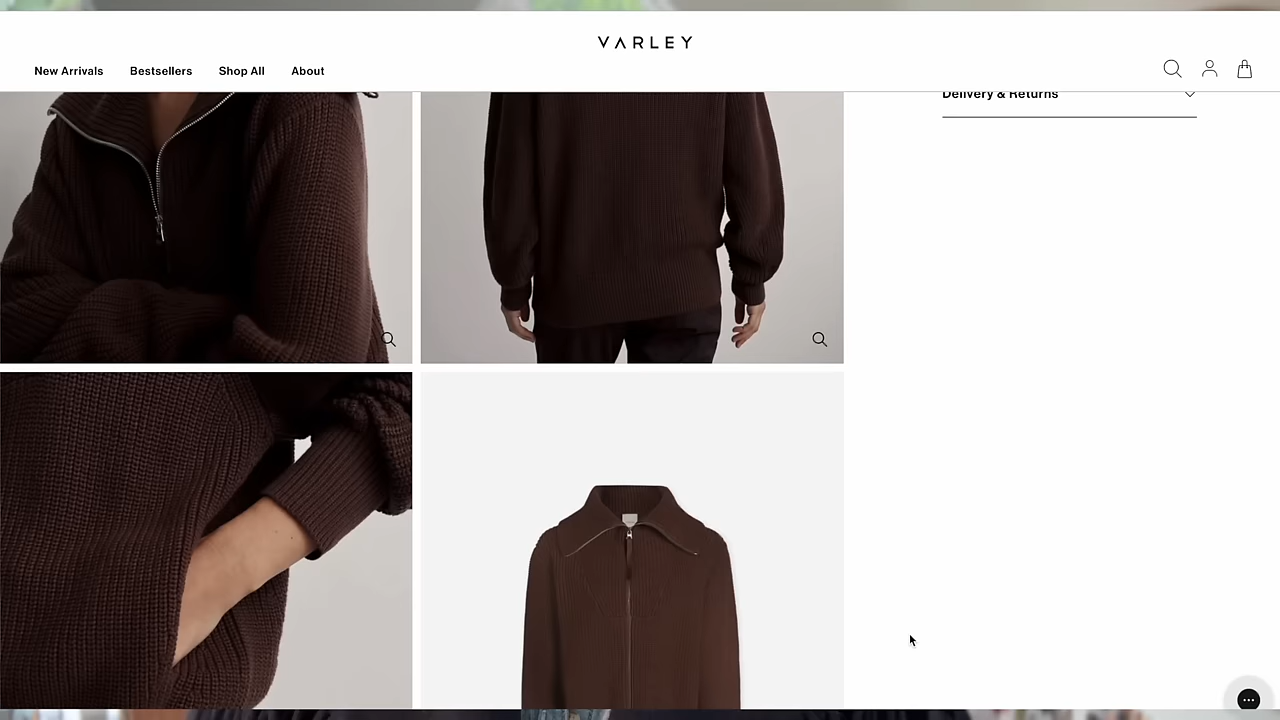 VARLEY
New Arrivals
Bestsellers
Shop All
About
Delivery & Returns